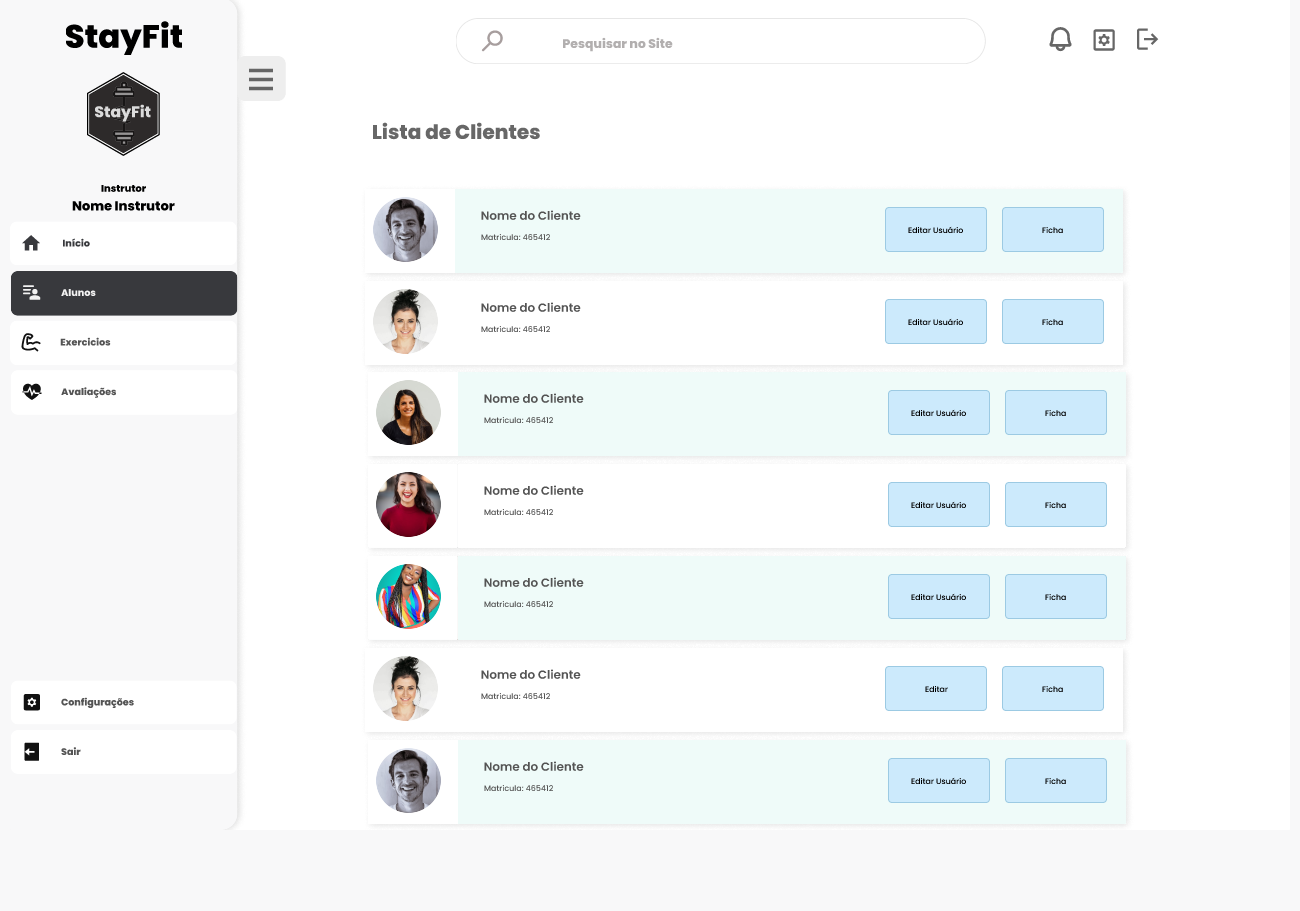 StayFit
StayFit
Instrutor
Nome Instrutor
Início
Alunos
Exercicios
Avaliações
Configurações
Sair
Pesquisar no Site
Lista de Clientes
Nome do Cliente
Matricula: 465412
Editar Usuário
Ficha
Nome do Cliente
Matricula: 465412
Editar Usuário
Ficha
Nome do Cliente
Matricula: 465412
Editar Usuário
Ficha
Nome do Cliente
Matricula: 465412
Editar Usuário
Ficha
Nome do Cliente
Matricula: 465412
Editar Usuário
Ficha
Nome do Cliente
Matricula: 465412
Editar
Ficha
Nome do Cliente
Matricula: 465412
Editar Usuário
Ficha